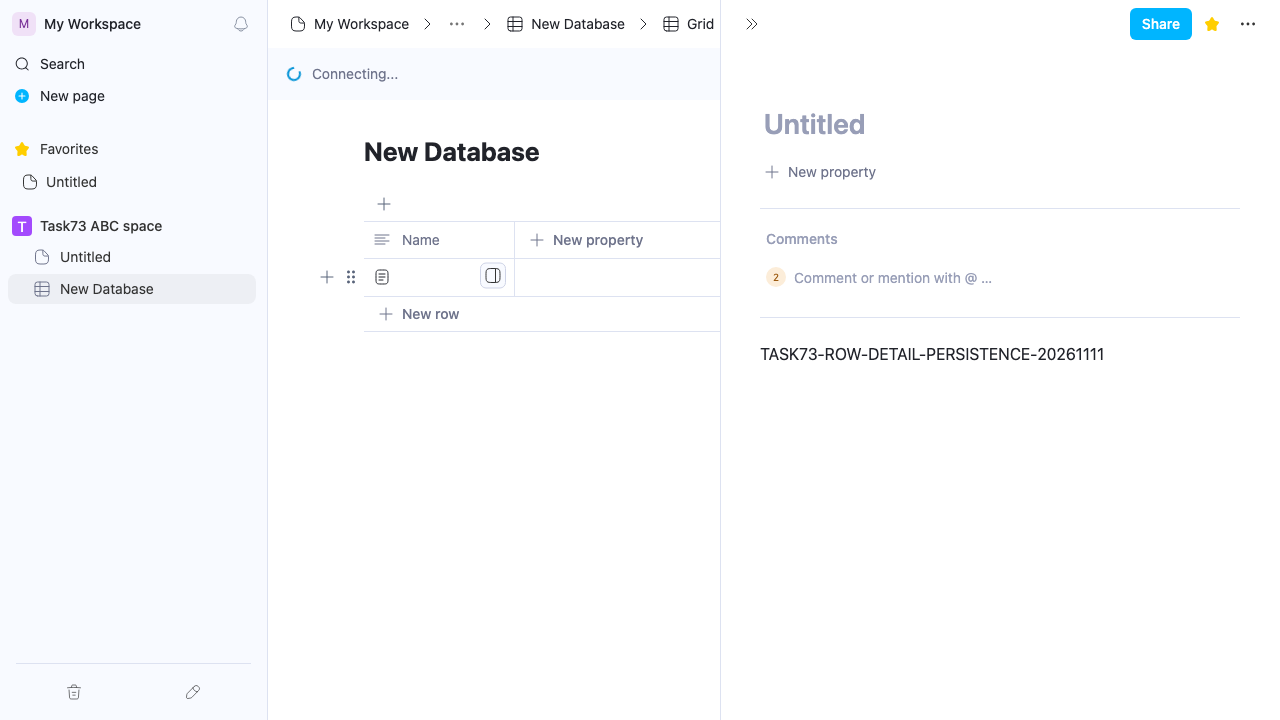 M My Workspace
Search
New page
Favorites
Untitled
T Task73 ABC space
Untitled
New Database
My Workspace
New Database
Grid
Connecting...
New Database
Name
New property
New row
Share
Untitled
New property
Comments
2 Comment or mention with @ ...
TASK73-ROW-DETAIL-PERSISTENCE-20261111